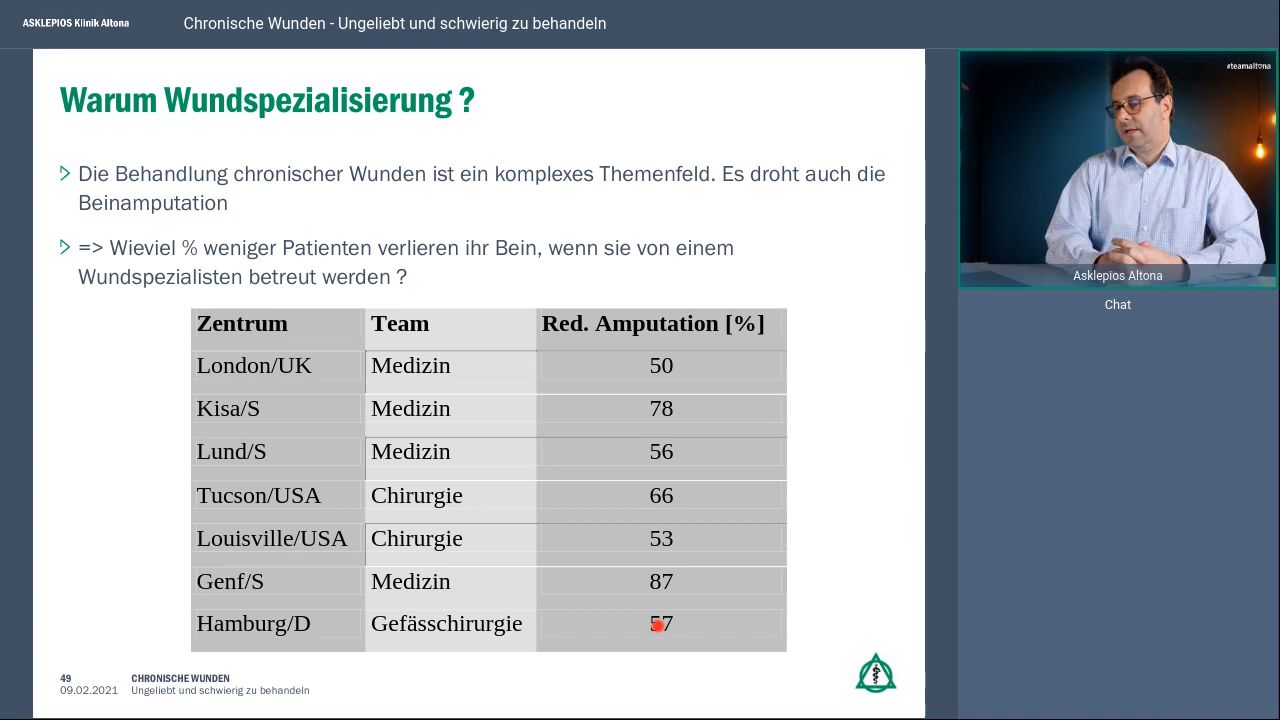 ASKLEPIOS Klinik Altona
Chronische Wunden - Ungeliebt und schwierig zu behandeln
Warum Wundspezialisierung ?
Die Behandlung chronischer Wunden ist ein komplexes Themenfeld. Es droht auch die
Beinamputation
=> Wieviel % weniger Patienten verlieren ihr Bein, wenn sie von einem
Wundspezialisten betreut werden ?
Zentrum Team Red. Amputation [%]
London/UK Medizin 50
Kisa/S Medizin 78
Lund/S Medizin 56
Tucson/USA Chirurgie 66
Louisville/USA Chirurgie 53
Genf/S Medizin 87
Hamburg/D Gefässchirurgie 57
49 CHRONISCHE WUNDEN
09.02.2021 Ungeliebt und schwierig zu behandeln
#teamaltona
Asklepios Altona
Chat